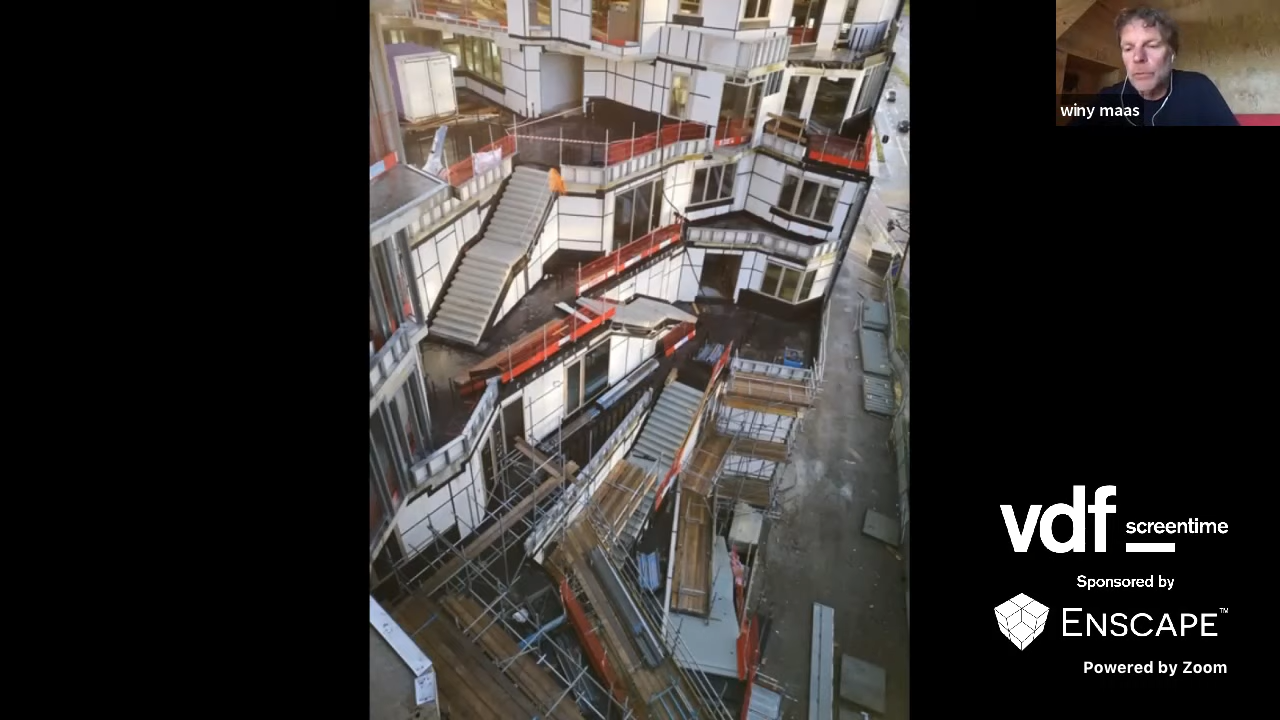 winy maas
vdf screentime
Sponsored by
ENSCAPE™
Powered by Zoom